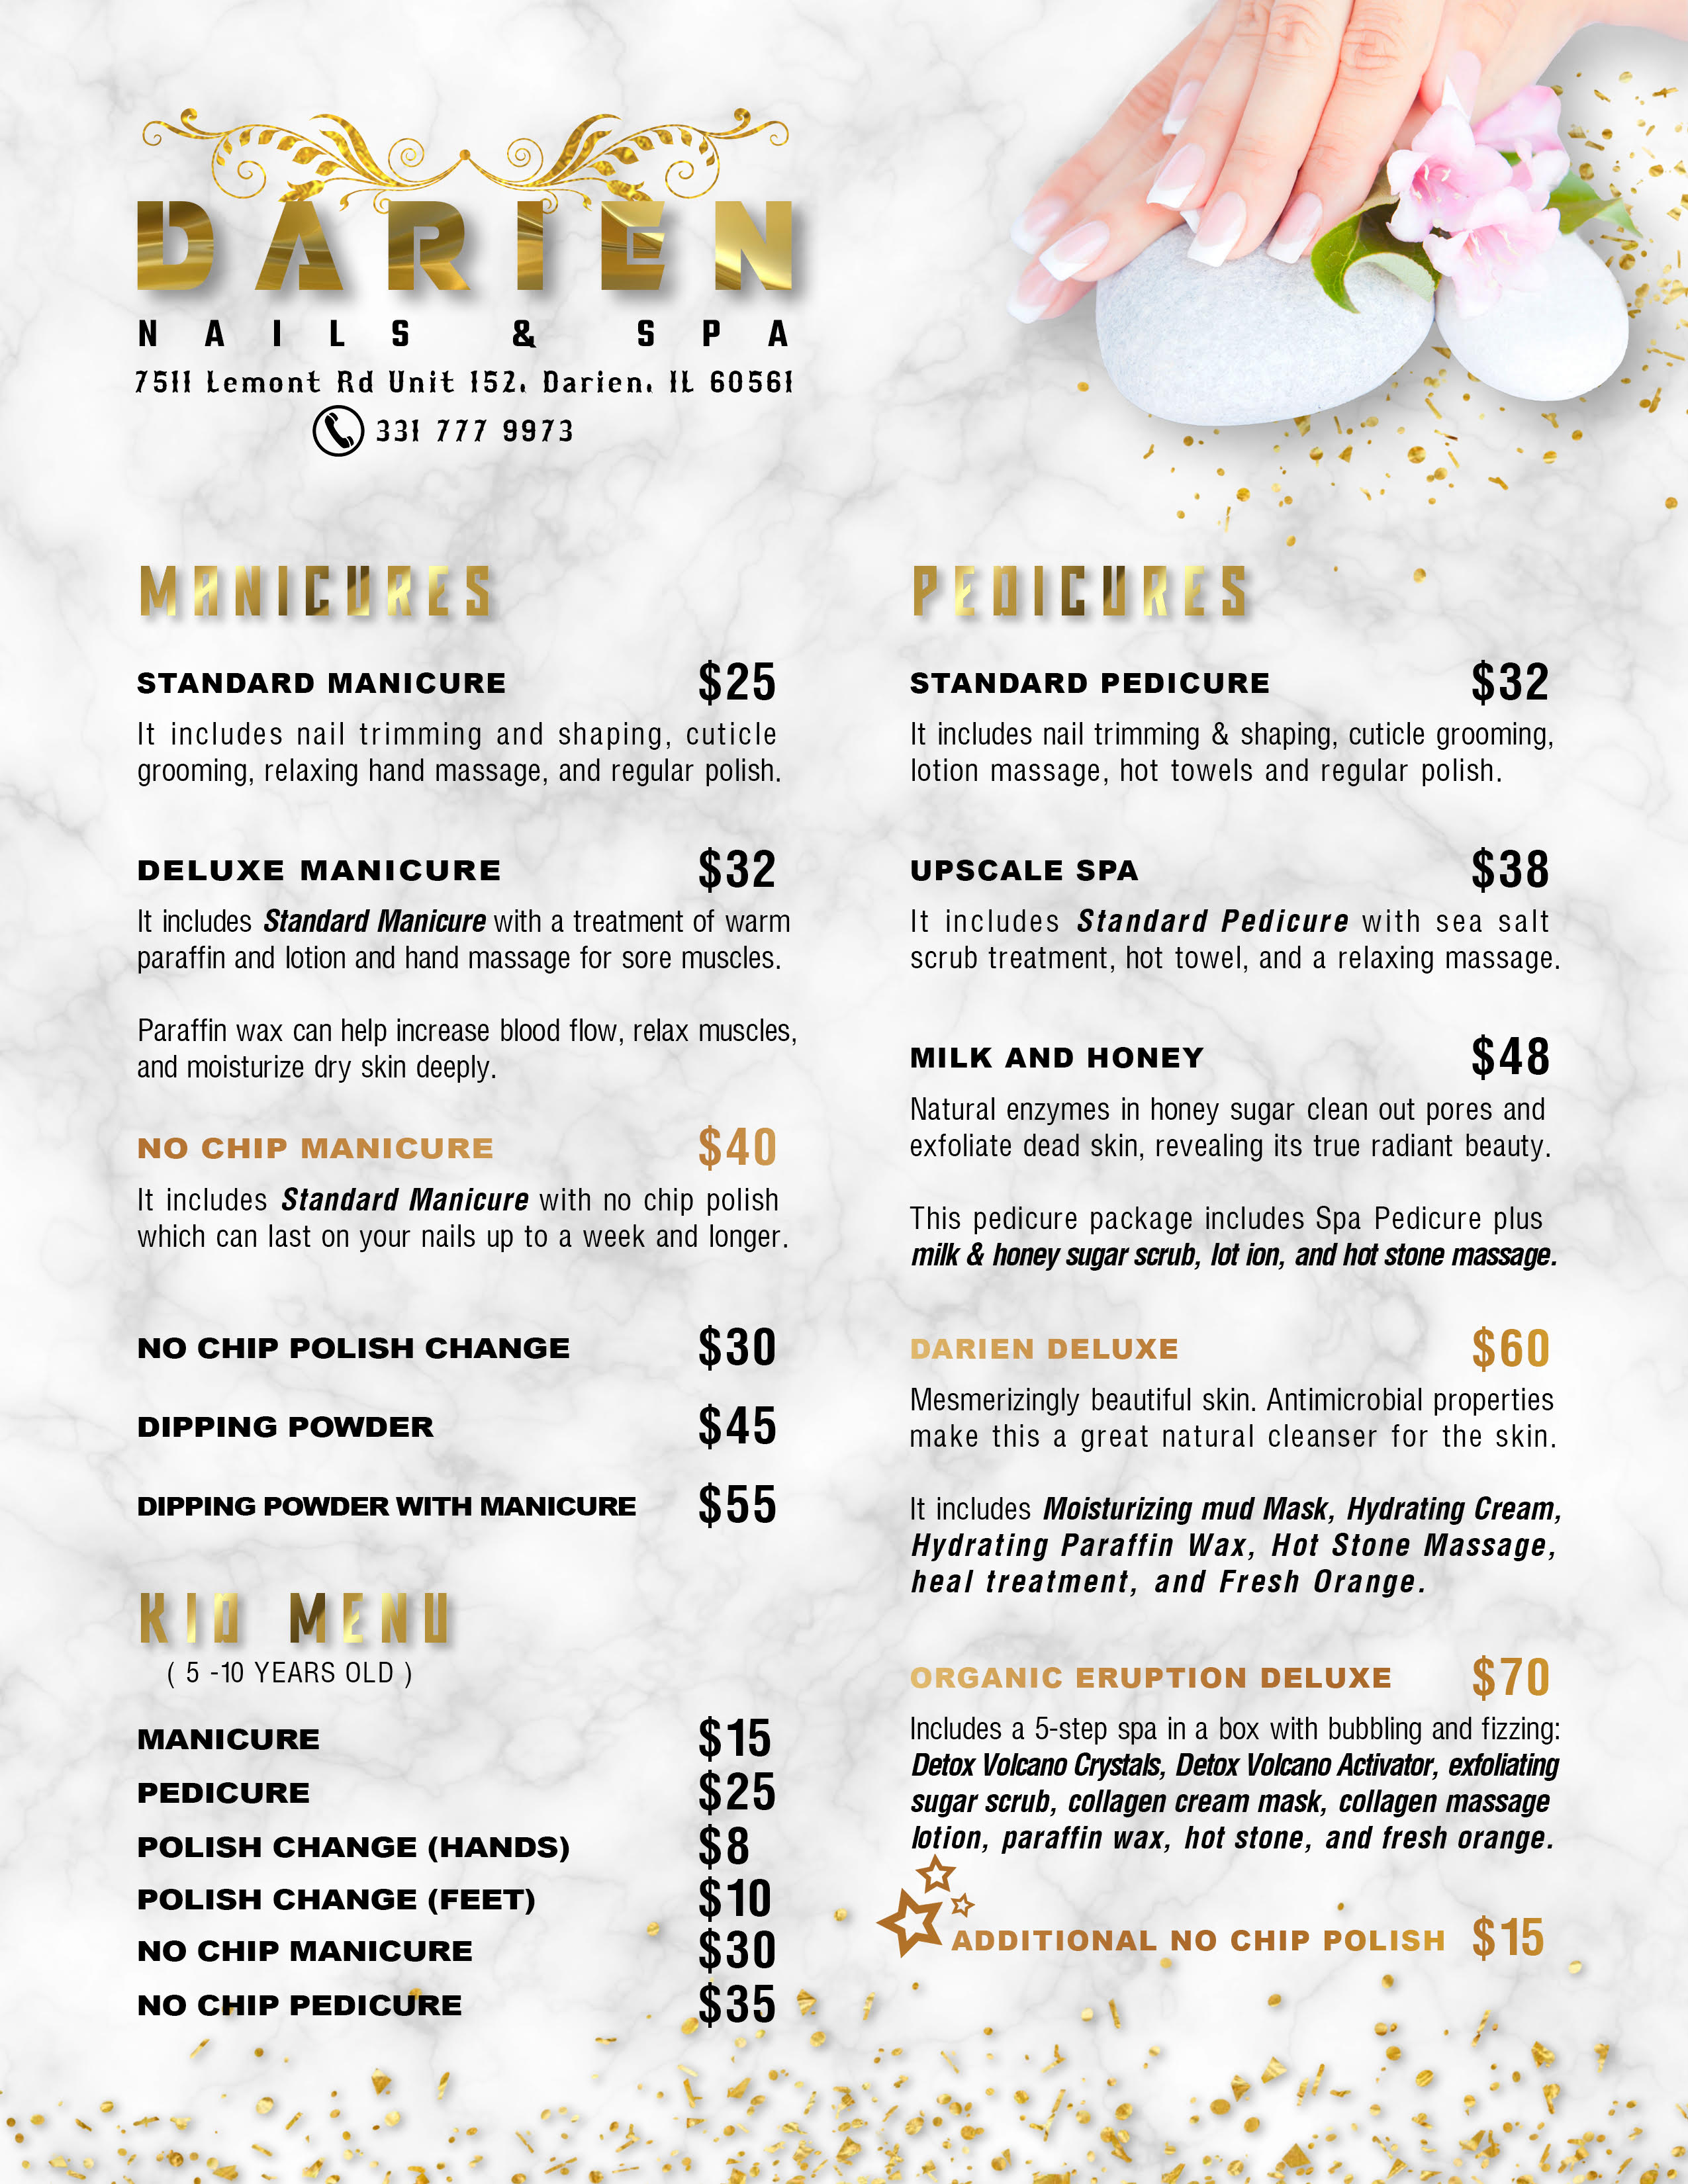 DARIEN
NAILS & SPA
7511 Lemont Rd Unit 152, Darien, IL 60561
331 777 9973
MANICURES
STANDARD MANICURE $25
It includes nail trimming and shaping, cuticle
grooming, relaxing hand massage, and regular polish.
DELUXE MANICURE $32
It includes Standard Manicure with a treatment of warm
paraffin and lotion and hand massage for sore muscles.
Paraffin wax can help increase blood flow, relax muscles,
and moisturize dry skin deeply.
NO CHIP MANICURE $40
It includes Standard Manicure with no chip polish
which can last on your nails up to a week and longer.
NO CHIP POLISH CHANGE $30
DIPPING POWDER $45
DIPPING POWDER WITH MANICURE $55
KID MENU
( 5 -10 YEARS OLD )
MANICURE $15
PEDICURE $25
POLISH CHANGE (HANDS) $8
POLISH CHANGE (FEET) $10
NO CHIP MANICURE $30
NO CHIP PEDICURE $35
PEDICURES
STANDARD PEDICURE $32
It includes nail trimming & shaping, cuticle grooming,
lotion massage, hot towels and regular polish.
UPSCALE SPA $38
It includes Standard Pedicure with sea salt
scrub treatment, hot towel, and a relaxing massage.
MILK AND HONEY $48
Natural enzymes in honey sugar clean out pores and
exfoliate dead skin, revealing its true radiant beauty.
This pedicure package includes Spa Pedicure plus
milk & honey sugar scrub, lot ion, and hot stone massage.
DARIEN DELUXE $60
Mesmerizingly beautiful skin. Antimicrobial properties
make this a great natural cleanser for the skin.
It includes Moisturizing mud Mask, Hydrating Cream,
Hydrating Paraffin Wax, Hot Stone Massage,
heal treatment, and Fresh Orange.
ORGANIC ERUPTION DELUXE $70
Includes a 5-step spa in a box with bubbling and fizzing:
Detox Volcano Crystals, Detox Volcano Activator, exfoliating
sugar scrub, collagen cream mask, collagen massage
lotion, paraffin wax, hot stone, and fresh orange.
ADDITIONAL NO CHIP POLISH $15